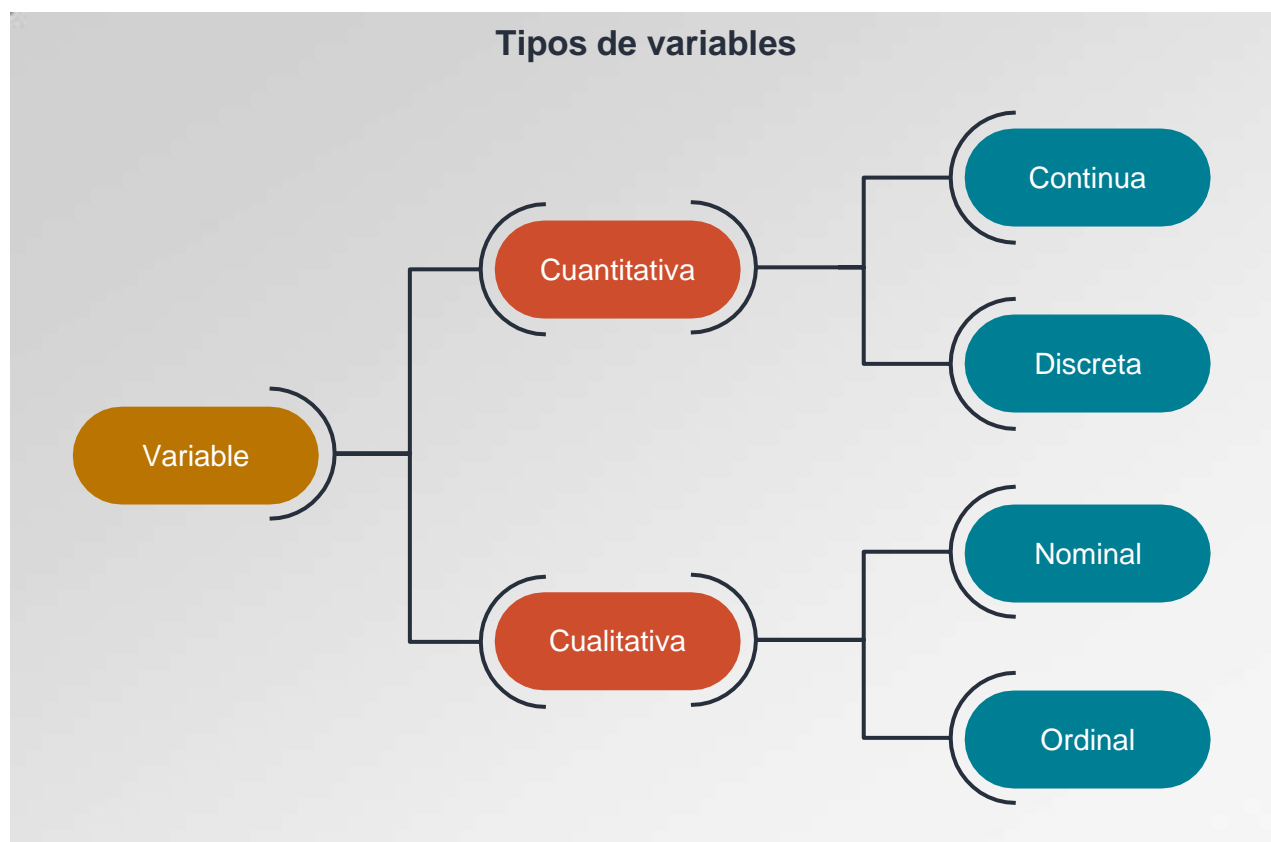 Tipos de variables
Variable
Cuantitativa
Continua
Discreta
Cualitativa
Nominal
Ordinal